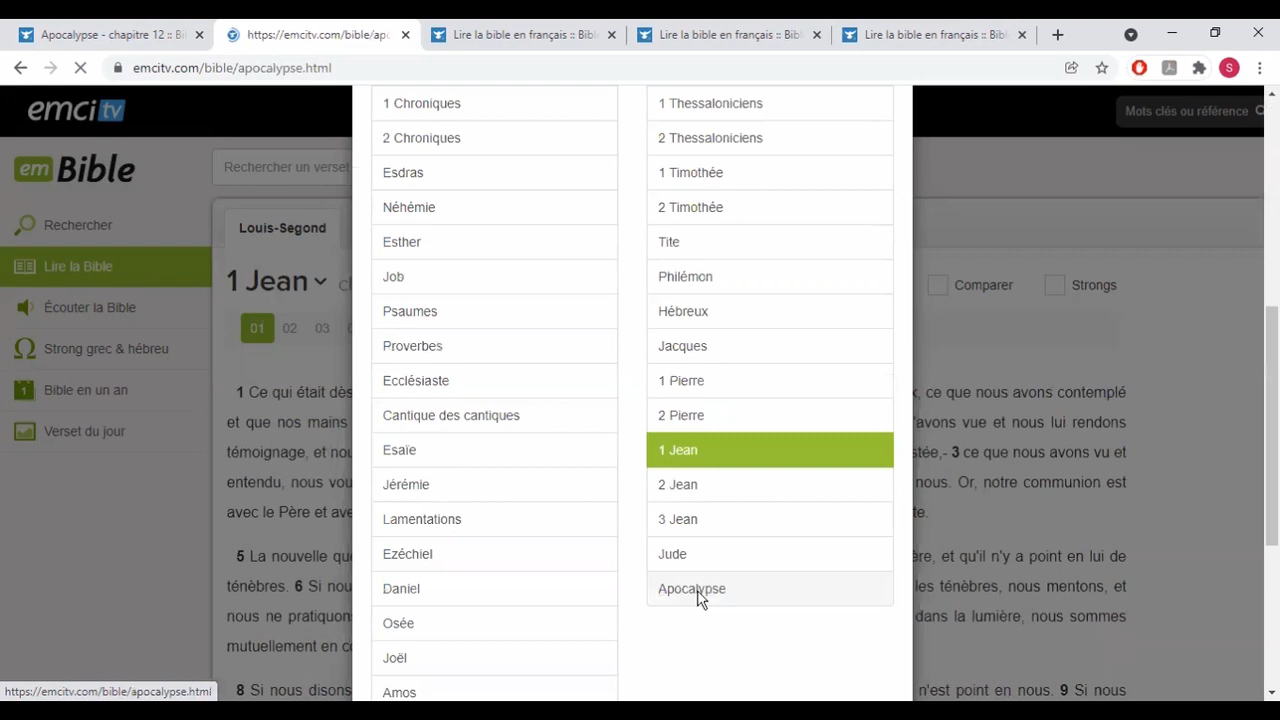 Apocalypse - chapitre 12 :: Bi
https://emcitv.com/bible/apo
Lire la bible en français :: Bibl
Lire la bible en français :: Bibl
Lire la bible en français :: Bibl
emcitv.com/bible/apocalypse.html
S
emci tv
Mots clés ou référence
em Bible
Rechercher un verset
Rechercher
Lire la Bible
Écouter la Bible
Strong grec & hébreu
1
Bible en un an
Verset du jour
Louis-Segond
1 Jean
Comparer
Strongs
01 02 03
1 Ce qui était dès
, ce que nous avons contemplé
et que nos mains
'avons vue et nous lui rendons
témoignage, et nous
3 ce que nous avons vu et
entendu, nous vou
nous. Or, notre communion est
avec le Père et ave
5 La nouvelle que
et qu'il n'y a point en lui de
ténèbres. 6 Si nou
les ténèbres, nous mentons, et
nous ne pratiquons
dans la lumière, nous sommes
mutuellement en co
8 Si nous disons
n'est point en nous. 9 Si nous
1 Chroniques
2 Chroniques
Esdras
Néhémie
Esther
Job
Psaumes
Proverbes
Ecclésiaste
Cantique des cantiques
Esaïe
Jérémie
Lamentations
Ezéchiel
Daniel
Osée
Joël
Amos
1 Thessaloniciens
2 Thessaloniciens
1 Timothée
2 Timothée
Tite
Philémon
Hébreux
Jacques
1 Pierre
2 Pierre
1 Jean
2 Jean
3 Jean
Jude
Apocalypse
https://emcitv.com/bible/apocalypse.html